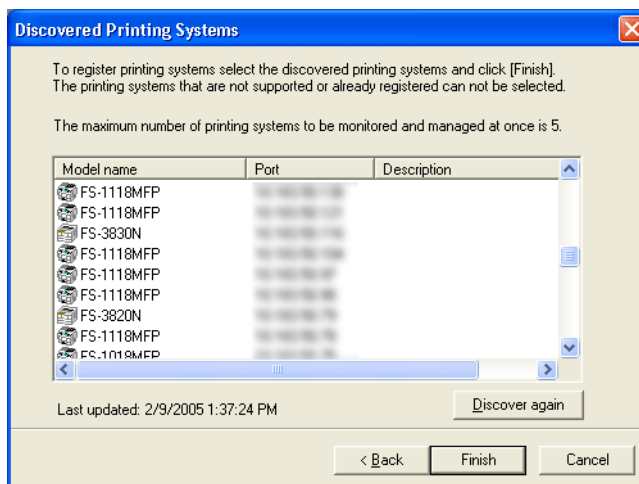 Discovered Printing Systems
To register printing systems select the discovered printing systems and click [Finish].
The printing systems that are not supported or already registered can not be selected.
The maximum number of printing systems to be monitored and managed at once is 5.
Model name Port Description
FS-1118MFP
FS-1118MFP
FS-3830N
FS-1118MFP
FS-1118MFP
FS-1118MFP
FS-3820N
FS-1118MFP
FS-1018MFP
Last updated: 2/9/2005 1:37:24 PM
Discover again
< Back Finish Cancel